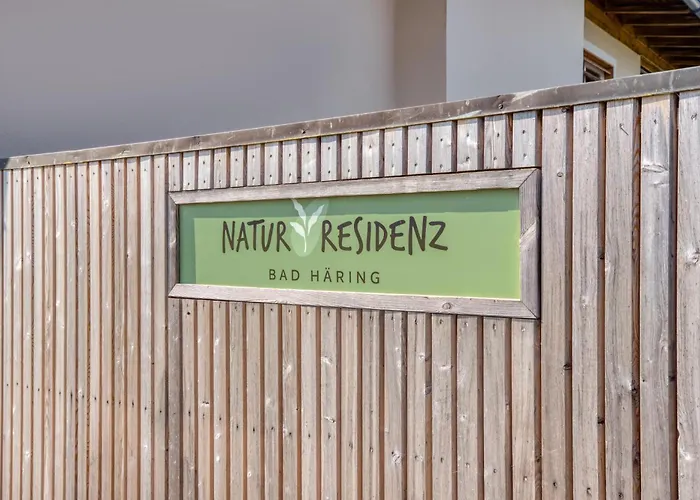 NATUR RESIDENZ
BAD HÄRING